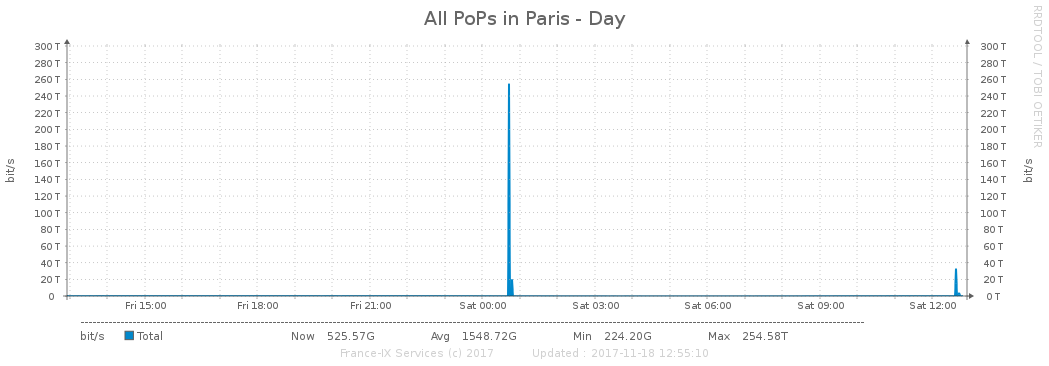 All PoPs in Paris - Day
RRDTOOL / TOBI OETIKER
bit/s
300 T
280 T
260 T
240 T
220 T
200 T
180 T
160 T
140 T
120 T
100 T
80 T
60 T
40 T
20 T
0
300 T
280 T
260 T
240 T
220 T
200 T
180 T
160 T
140 T
120 T
100 T
80 T
60 T
40 T
20 T
0 T
bit/s
Fri 15:00 Fri 18:00 Fri 21:00 Sat 00:00 Sat 03:00 Sat 06:00 Sat 09:00 Sat 12:00
bit/s Total Now 525.57G Avg 1548.72G Min 224.20G Max 254.58T
France-IX Services (c) 2017 Updated : 2017-11-18 12:55:10